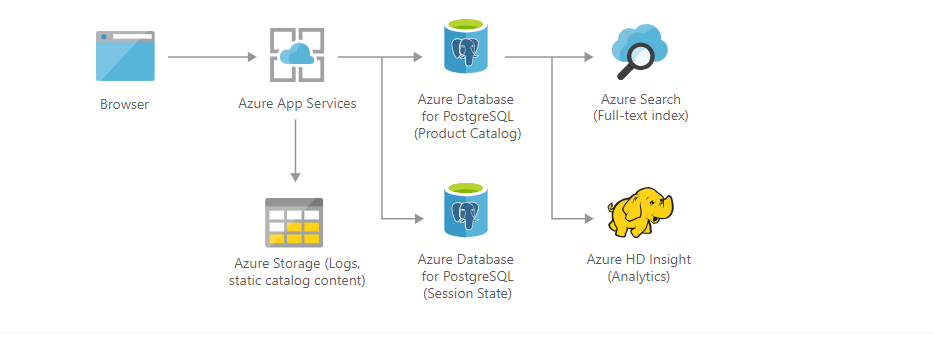 Browser
Azure App Services
Azure Database
for PostgreSQL
(Product Catalog)
Azure Search
(Full-text index)
Azure Storage (Logs,
static catalog content)
Azure Database
for PostgreSQL
(Session State)
Azure HD Insight
(Analytics)